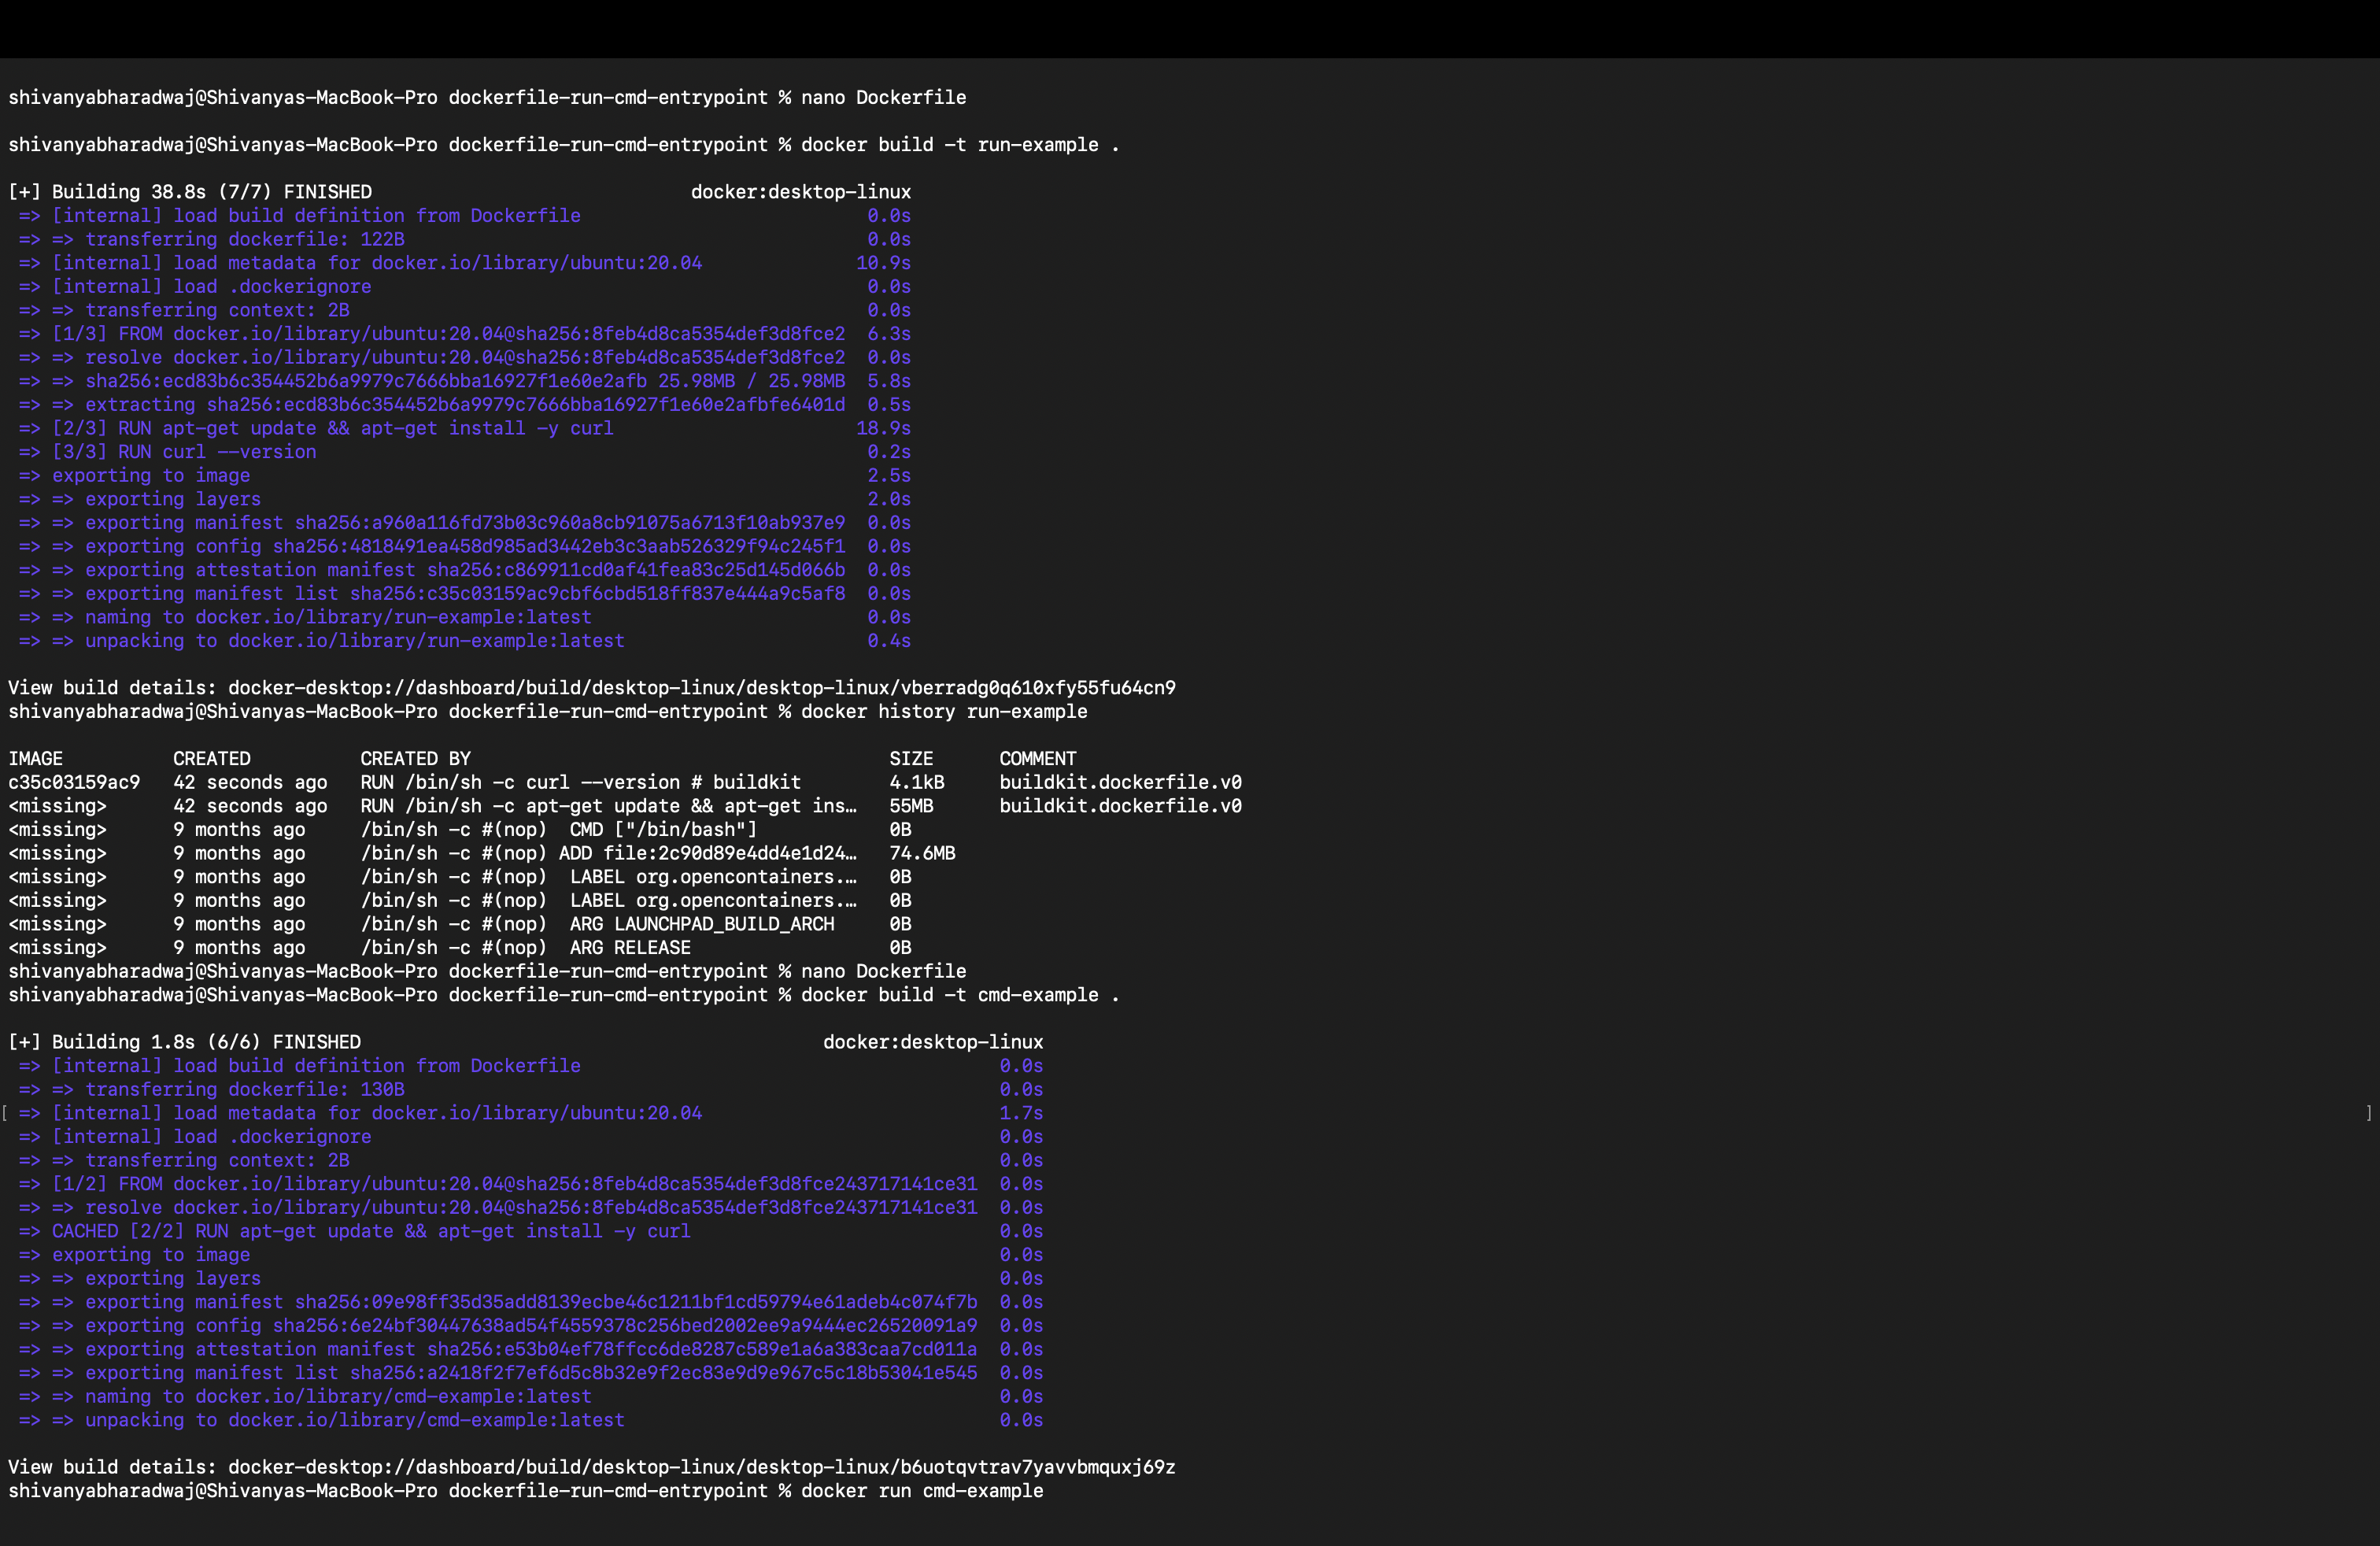 shivanyabharadwaj@Shivanyas-MacBook-Pro dockerfile-run-cmd-entrypoint % nano Dockerfile
shivanyabharadwaj@Shivanyas-MacBook-Pro dockerfile-run-cmd-entrypoint % docker build -t run-example .
[+] Building 38.8s (7/7) FINISHED docker:desktop-linux
=> [internal] load build definition from Dockerfile 0.0s
=> => transferring dockerfile: 122B 0.0s
=> [internal] load metadata for docker.io/library/ubuntu:20.04 10.9s
=> [internal] load .dockerignore 0.0s
=> => transferring context: 2B 0.0s
=> [1/3] FROM docker.io/library/ubuntu:20.04@sha256:8feb4d8ca5354def3d8fce2 6.3s
=> => resolve docker.io/library/ubuntu:20.04@sha256:8feb4d8ca5354def3d8fce2 0.0s
=> => sha256:ecd83b6c354452b6a9979c7666bba16927f1e60e2afb 25.98MB / 25.98MB 5.8s
=> => extracting sha256:ecd83b6c354452b6a9979c7666bba16927f1e60e2afbfe6401d 0.5s
=> [2/3] RUN apt-get update && apt-get install -y curl 18.9s
=> [3/3] RUN curl --version 0.2s
=> exporting to image 2.5s
=> => exporting layers 2.0s
=> => exporting manifest sha256:a960a116fd73b03c960a8cb91075a6713f10ab937e9 0.0s
=> => exporting config sha256:4818491ea458d985ad3442eb3c3aab526329f94c245f1 0.0s
=> => exporting attestation manifest sha256:c869911cd0af41fea83c25d145d066b 0.0s
=> => exporting manifest list sha256:c35c03159ac9cbf6cbd518ff837e444a9c5af8 0.0s
=> => naming to docker.io/library/run-example:latest 0.0s
=> => unpacking to docker.io/library/run-example:latest 0.4s
View build details: docker-desktop://dashboard/build/desktop-linux/desktop-linux/vberradg0q610xfy55fu64cn9
shivanyabharadwaj@Shivanyas-MacBook-Pro dockerfile-run-cmd-entrypoint % docker history run-example
IMAGE CREATED CREATED BY SIZE COMMENT
c35c03159ac9 42 seconds ago RUN /bin/sh -c curl --version # buildkit 4.1kB buildkit.dockerfile.v0
<missing> 42 seconds ago RUN /bin/sh -c apt-get update && apt-get ins… 55MB buildkit.dockerfile.v0
<missing> 9 months ago /bin/sh -c #(nop) CMD ["/bin/bash"] 0B
<missing> 9 months ago /bin/sh -c #(nop) ADD file:2c90d89e4dd4e1d24… 74.6MB
<missing> 9 months ago /bin/sh -c #(nop) LABEL org.opencontainers.… 0B
<missing> 9 months ago /bin/sh -c #(nop) LABEL org.opencontainers.… 0B
<missing> 9 months ago /bin/sh -c #(nop) ARG LAUNCHPAD_BUILD_ARCH 0B
<missing> 9 months ago /bin/sh -c #(nop) ARG RELEASE 0B
shivanyabharadwaj@Shivanyas-MacBook-Pro dockerfile-run-cmd-entrypoint % nano Dockerfile
shivanyabharadwaj@Shivanyas-MacBook-Pro dockerfile-run-cmd-entrypoint % docker build -t cmd-example .
[+] Building 1.8s (6/6) FINISHED docker:desktop-linux
=> [internal] load build definition from Dockerfile 0.0s
=> => transferring dockerfile: 130B 0.0s
[ => [internal] load metadata for docker.io/library/ubuntu:20.04 1.7s ]
=> [internal] load .dockerignore 0.0s
=> => transferring context: 2B 0.0s
=> [1/2] FROM docker.io/library/ubuntu:20.04@sha256:8feb4d8ca5354def3d8fce243717141ce31 0.0s
=> => resolve docker.io/library/ubuntu:20.04@sha256:8feb4d8ca5354def3d8fce243717141ce31 0.0s
=> CACHED [2/2] RUN apt-get update && apt-get install -y curl 0.0s
=> exporting to image 0.0s
=> => exporting layers 0.0s
=> => exporting manifest sha256:09e98ff35d35add8139ecbe46c1211bf1cd59794e61adeb4c074f7b 0.0s
=> => exporting config sha256:6e24bf30447638ad54f4559378c256bed2002ee9a9444ec26520091a9 0.0s
=> => exporting attestation manifest sha256:e53b04ef78ffcc6de8287c589e1a6a383caa7cd011a 0.0s
=> => exporting manifest list sha256:a2418f2f7ef6d5c8b32e9f2ec83e9d9e967c5c18b53041e545 0.0s
=> => naming to docker.io/library/cmd-example:latest 0.0s
=> => unpacking to docker.io/library/cmd-example:latest 0.0s
View build details: docker-desktop://dashboard/build/desktop-linux/desktop-linux/b6uotqvtrav7yavvbmquxj69z
shivanyabharadwaj@Shivanyas-MacBook-Pro dockerfile-run-cmd-entrypoint % docker run cmd-example